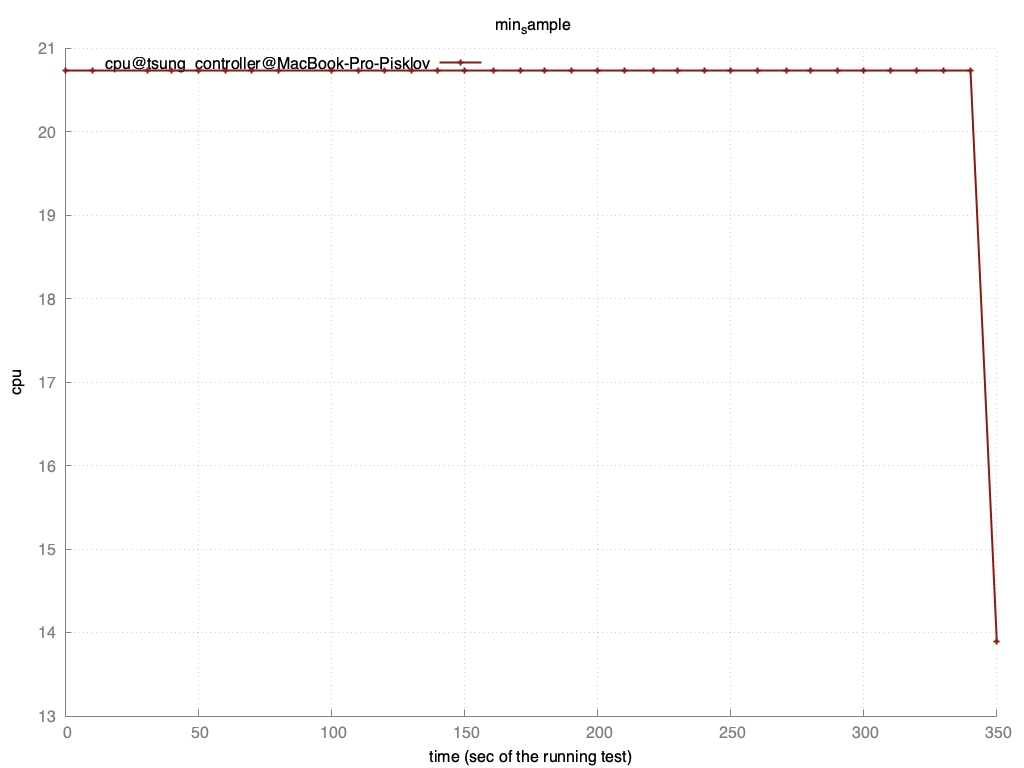 min_sample
21
cpu@tsung_controller@MacBook-Pro-Pisklov
20
19
18
17
cpu
16
15
14
13
0 50 100 150 200 250 300 350
time (sec of the running test)